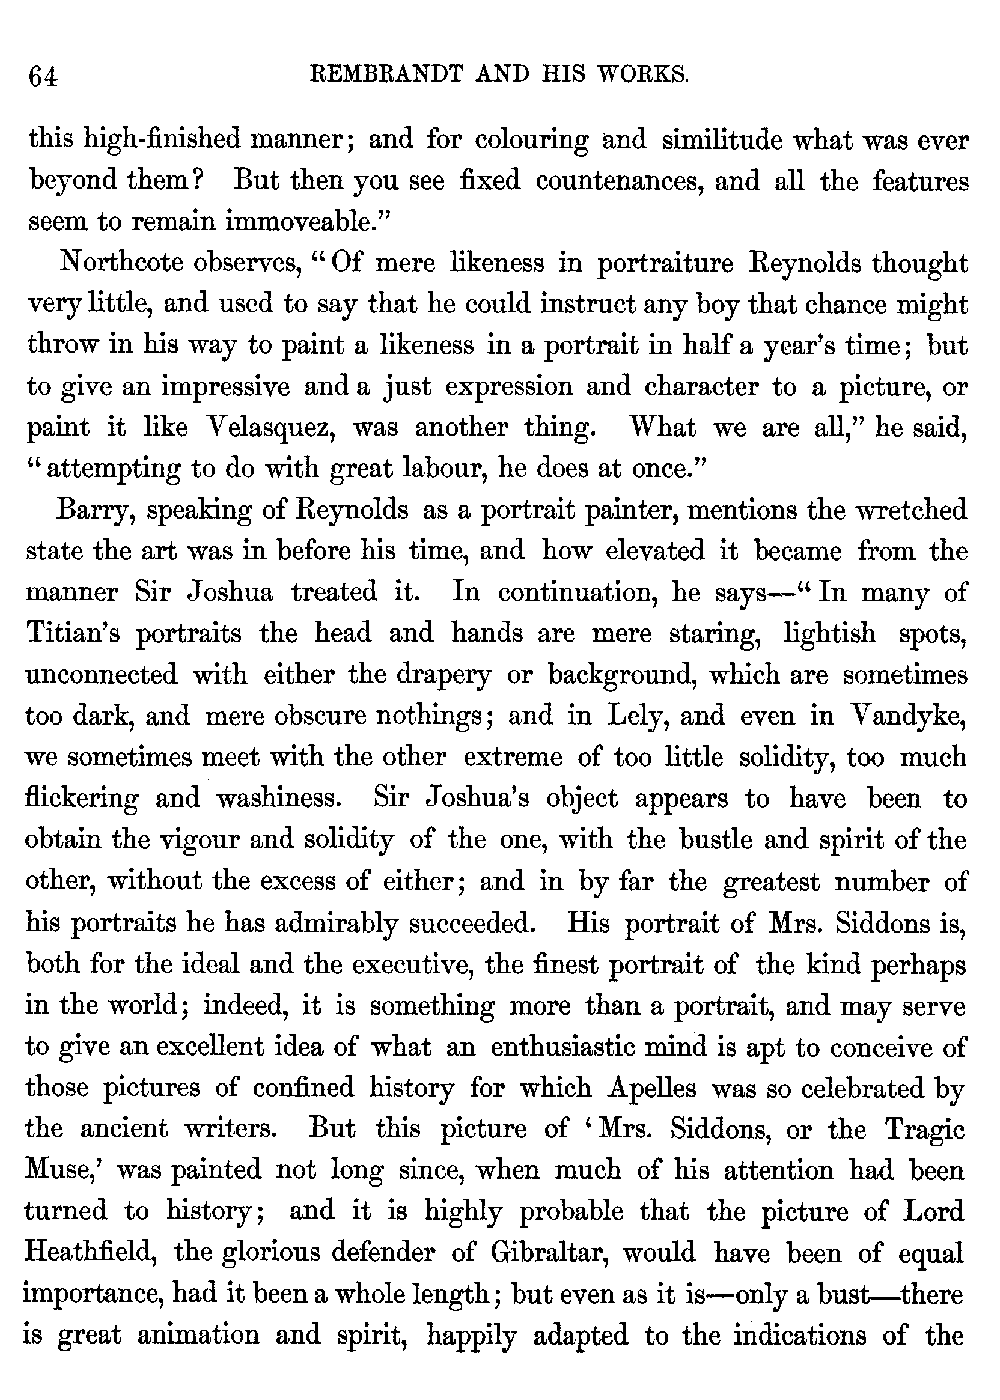 64 REMBRANDT AND HIS WORKS.
this high-finished manner; and for colouring and similitude what was ever
beyond them? But then you see fixed countenances, and all the features
seem to remain immoveable.”
Northcote observes, “Of mere likeness in portraiture Reynolds thought
very little, and used to say that he could instruct any boy that chance might
throw in his way to paint a likeness in a portrait in half a year’s time; but
to give an impressive and a just expression and character to a picture, or
paint it like Velasquez, was another thing. What we are all,” he said,
“attempting to do with great labour, he does at once.”
Barry, speaking of Reynolds as a portrait painter, mentions the wretched
state the art was in before his time, and how elevated it became from the
manner Sir Joshua treated it. In continuation, he says—“In many of
Titian’s portraits the head and hands are mere staring, lightish spots,
unconnected with either the drapery or background, which are sometimes
too dark, and mere obscure nothings; and in Lely, and even in Vandyke,
we sometimes meet with the other extreme of too little solidity, too much
flickering and washiness. Sir Joshua’s object appears to have been to
obtain the vigour and solidity of the one, with the bustle and spirit of the
other, without the excess of either; and in by far the greatest number of
his portraits he has admirably succeeded. His portrait of Mrs. Siddons is,
both for the ideal and the executive, the finest portrait of the kind perhaps
in the world; indeed, it is something more than a portrait, and may serve
to give an excellent idea of what an enthusiastic mind is apt to conceive of
those pictures of confined history for which Apelles was so celebrated by
the ancient writers. But this picture of ‘Mrs. Siddons, or the Tragic
Muse,’ was painted not long since, when much of his attention had been
turned to history; and it is highly probable that the picture of Lord
Heathfield, the glorious defender of Gibraltar, would have been of equal
importance, had it been a whole length; but even as it is—only a bust—there
is great animation and spirit, happily adapted to the indications of the